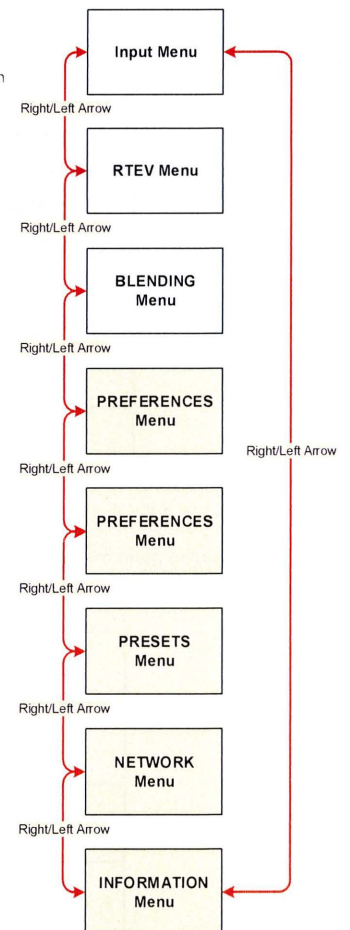 Input Menu
n
Right/Left Arrow
RTEV Menu
Right/Left Arrow
BLENDING
Menu
Right/Left Arrow
PREFERENCES
Menu
Right/Left Arrow
Right/Left Arrow
PREFERENCES
Menu
Right/Left Arrow
PRESETS
Menu
Right/Left Arrow
NETWORK
Menu
Right/Left Arrow
INFORMATION
Menu